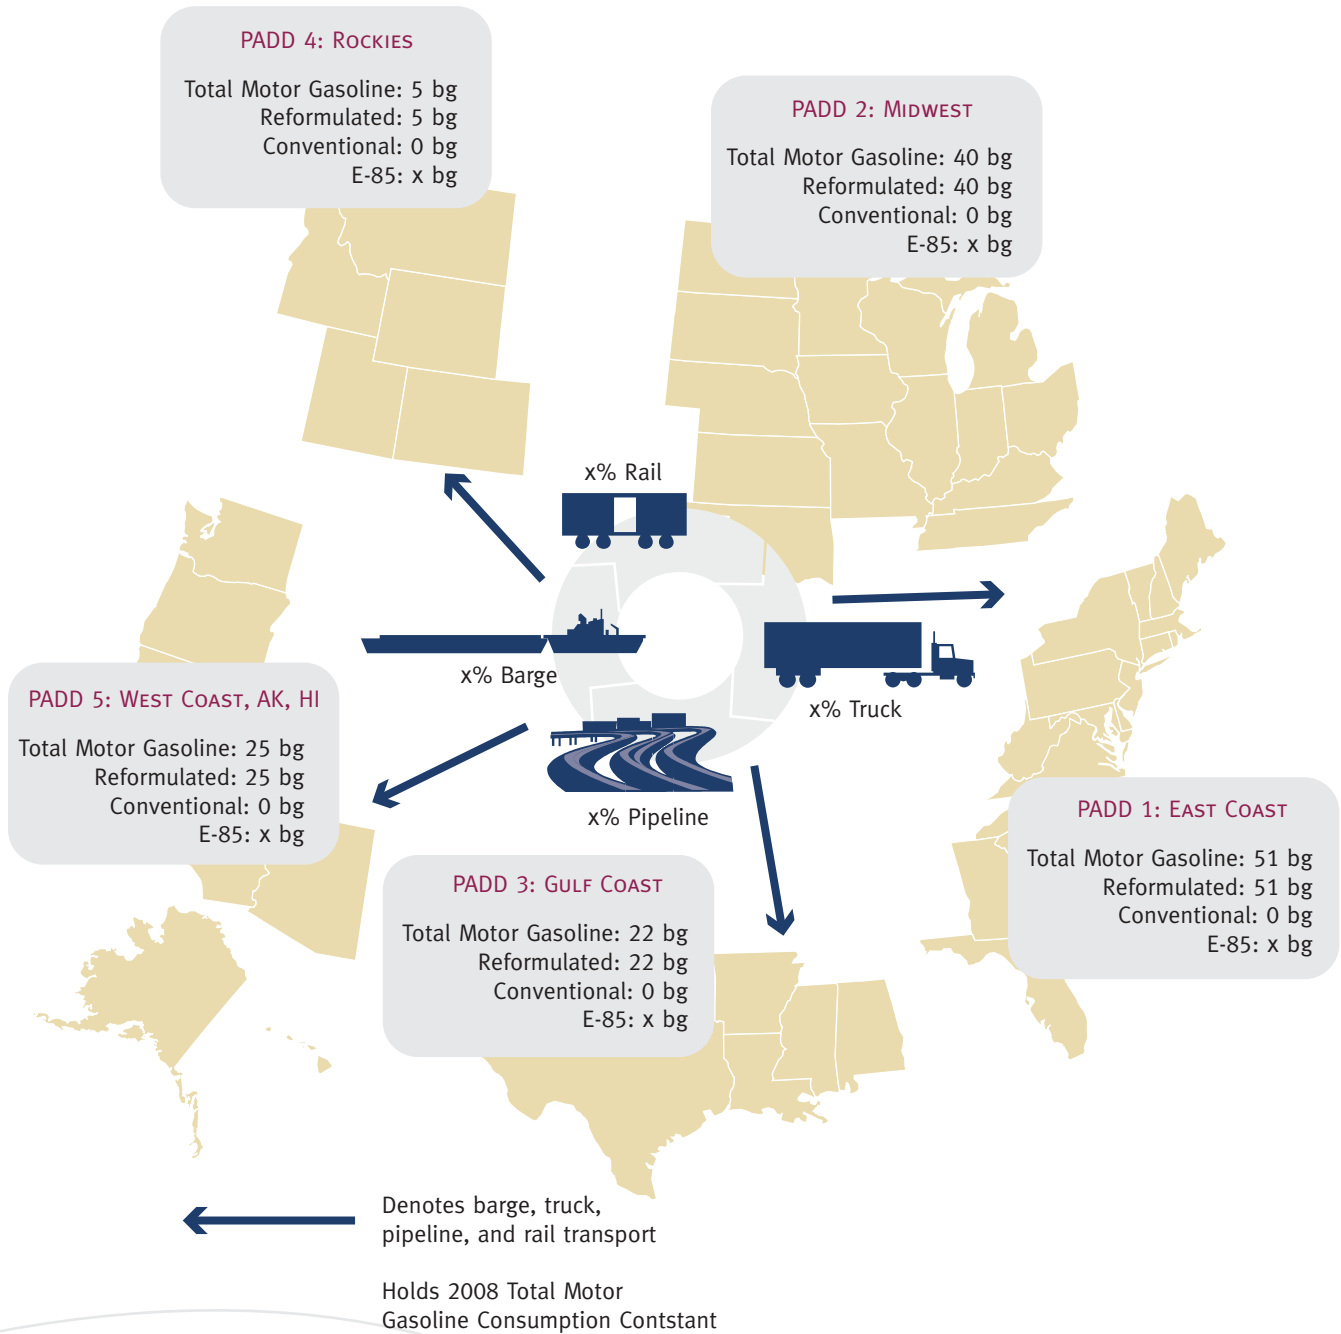 PADD 4: Rockies
Total Motor Gasoline: 5 bg
Reformulated: 5 bg
Conventional: 0 bg
E-85: x bg
PADD 2: Midwest
Total Motor Gasoline: 40 bg
Reformulated: 40 bg
Conventional: 0 bg
E-85: x bg
x% Rail
x% Barge
x% Truck
x% Pipeline
PADD 5: West Coast, AK, HI
Total Motor Gasoline: 25 bg
Reformulated: 25 bg
Conventional: 0 bg
E-85: x bg
PADD 1: East Coast
Total Motor Gasoline: 51 bg
Reformulated: 51 bg
Conventional: 0 bg
E-85: x bg
PADD 3: Gulf Coast
Total Motor Gasoline: 22 bg
Reformulated: 22 bg
Conventional: 0 bg
E-85: x bg
Denotes barge, truck,
pipeline, and rail transport
Holds 2008 Total Motor
Gasoline Consumption Contstant